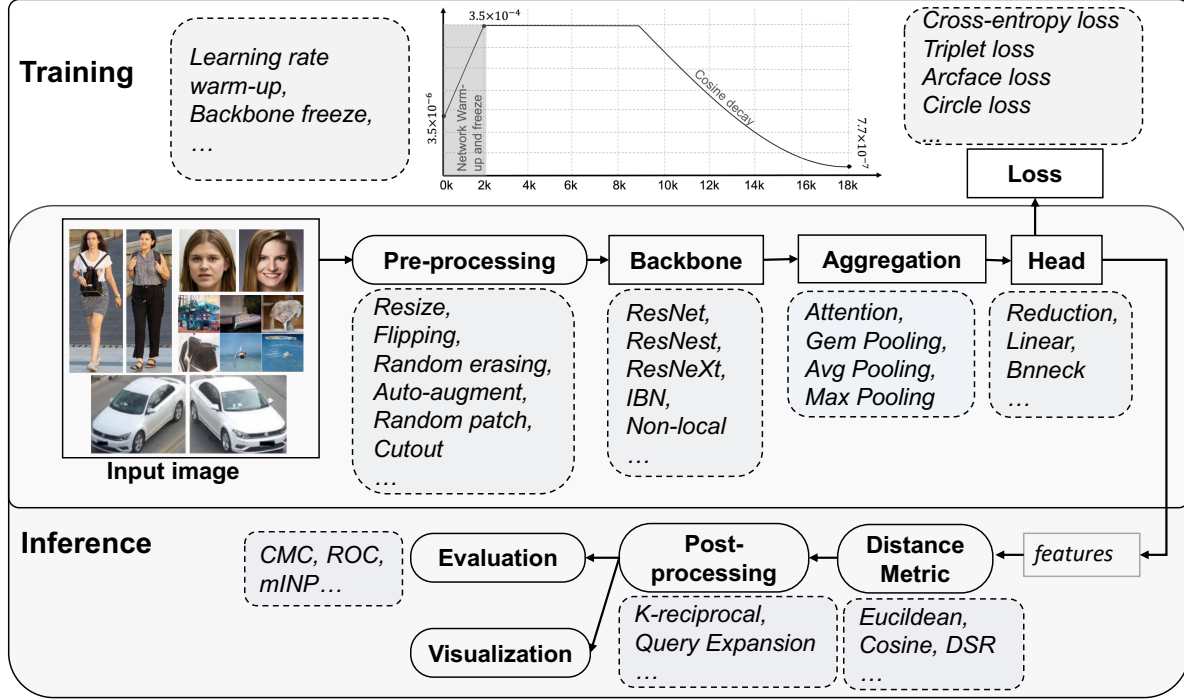 Training
Learning rate
warm-up,
Backbone freeze,
…
3.5×10⁻⁴
3.5×10⁻⁶
Network Warm-
up and freeze
Cosine decay
7.7×10⁻⁷
0k 2k 4k 6k 8k 10k 12k 14k 16k 18k
Cross-entropy loss
Triplet loss
Arcface loss
Circle loss
…
Loss
Input image
Pre-processing
Resize,
Flipping,
Random erasing,
Auto-augment,
Random patch,
Cutout
…
Backbone
ResNet,
ResNest,
ResNeXt,
IBN,
Non-local
…
Aggregation
Attention,
Gem Pooling,
Avg Pooling,
Max Pooling
Head
Reduction,
Linear,
Bnneck
…
Inference
CMC, ROC,
mINP…
Evaluation
Visualization
Post-
processing
K-reciprocal,
Query Expansion
…
Distance
Metric
Eucildean,
Cosine, DSR
…
features